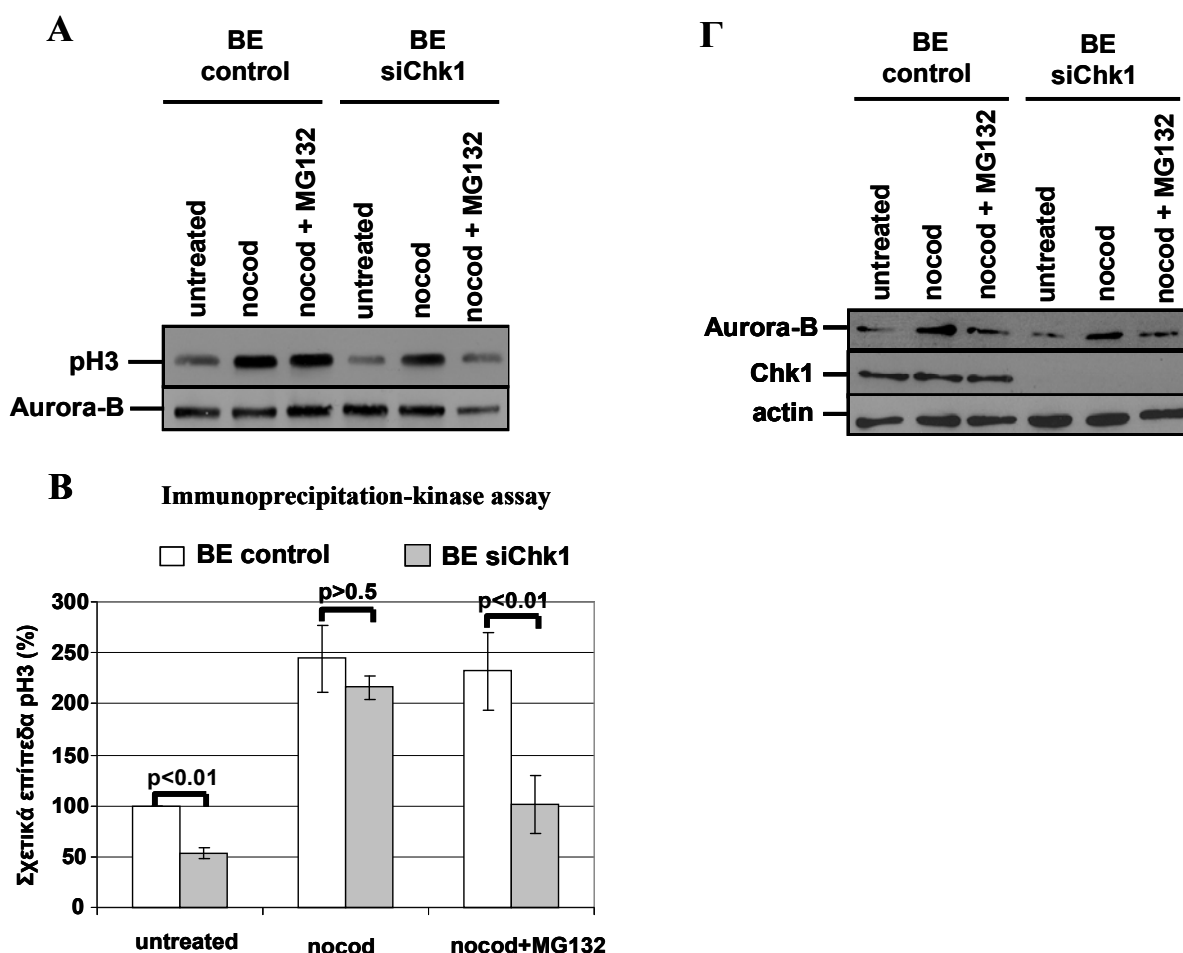 Α
BE
control
BE
siChk1
untreated
nocod
nocod + MG132
untreated
nocod
nocod + MG132
pH3
Aurora-B
Γ
BE
control
BE
siChk1
untreated
nocod
nocod + MG132
untreated
nocod
nocod + MG132
Aurora-B
Chk1
actin
Β
Immunoprecipitation-kinase assay
BE control
BE siChk1
Σχετικά επίπεδα pH3 (%)
300
250
200
150
100
50
0
p<0.01
p>0.5
p<0.01
untreated
nocod
nocod+MG132